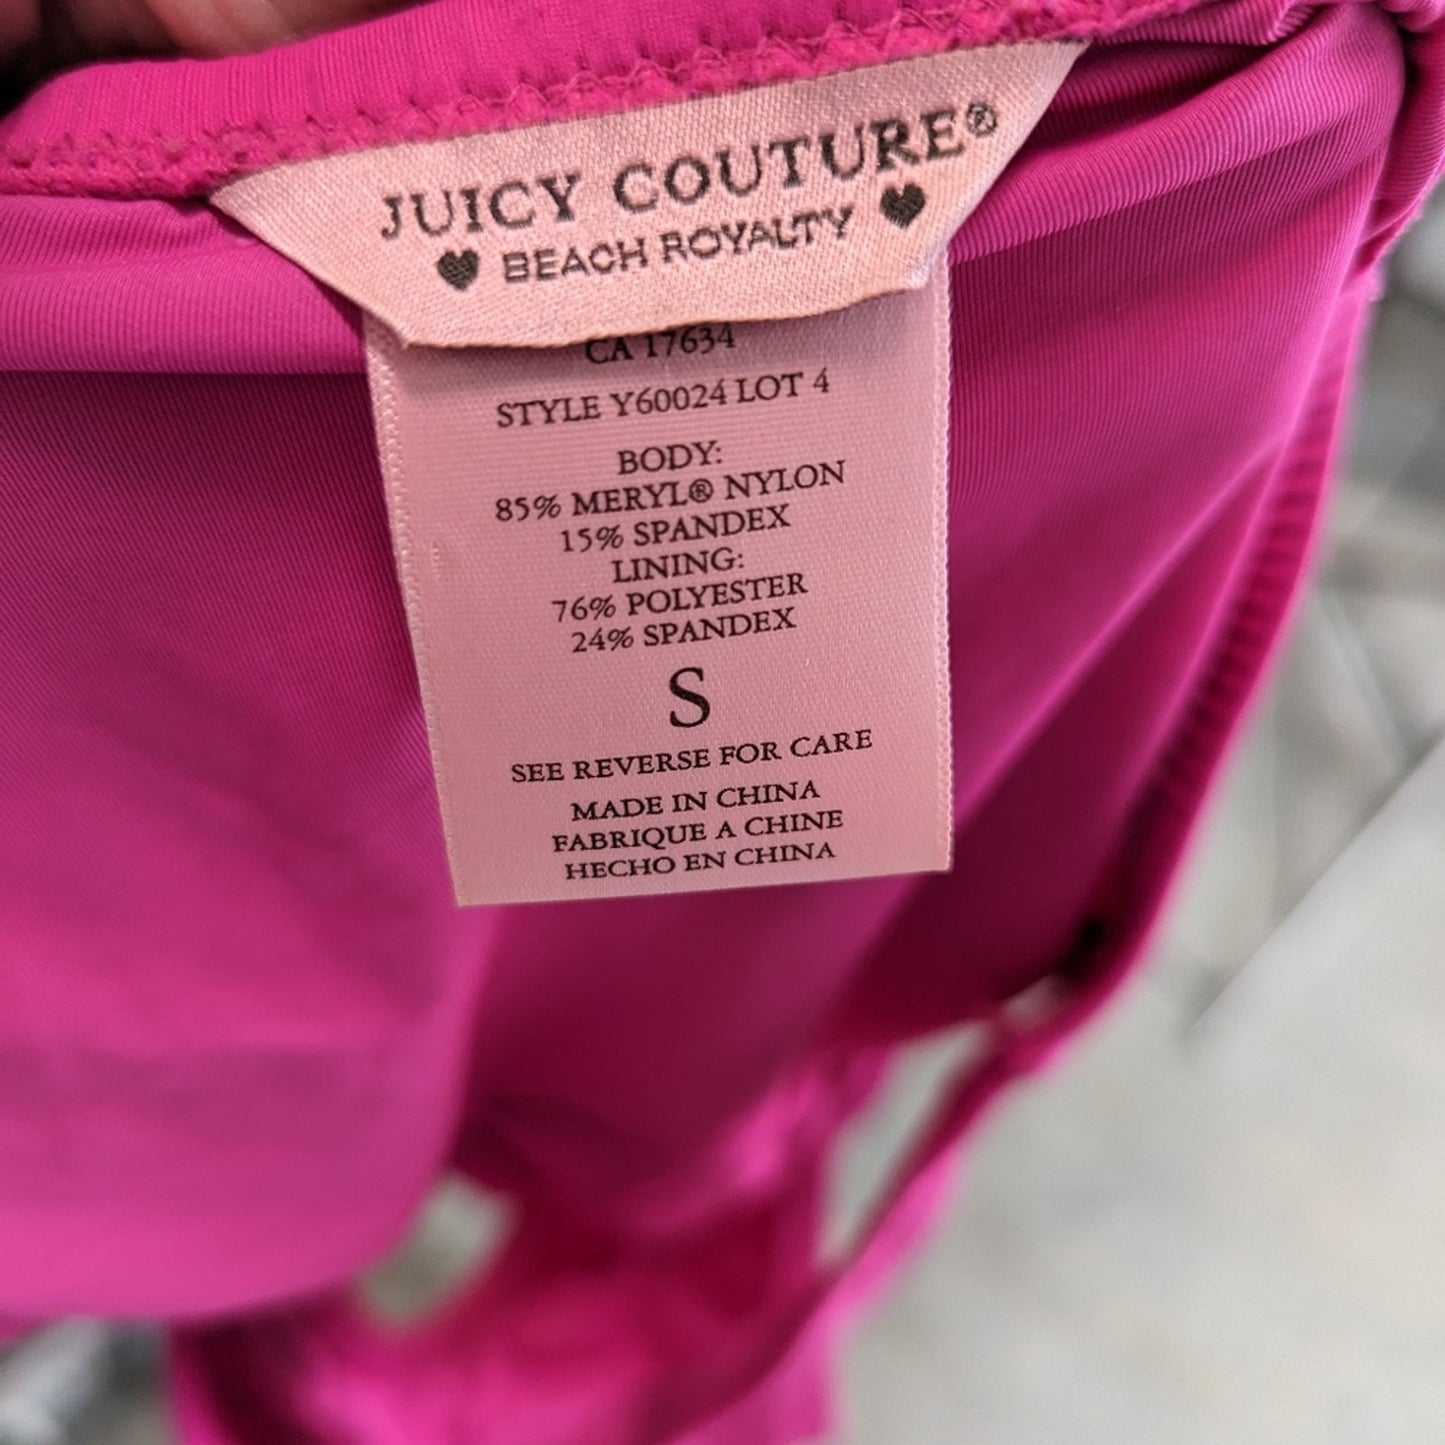 JUICY COUTURE®
♥ BEACH ROYALTY ♥
CA 17634
STYLE Y60024 LOT 4
BODY:
85% MERYL® NYLON
15% SPANDEX
LINING:
76% POLYESTER
24% SPANDEX
S
SEE REVERSE FOR CARE
MADE IN CHINA
FABRIQUE A CHINE
HECHO EN CHINA